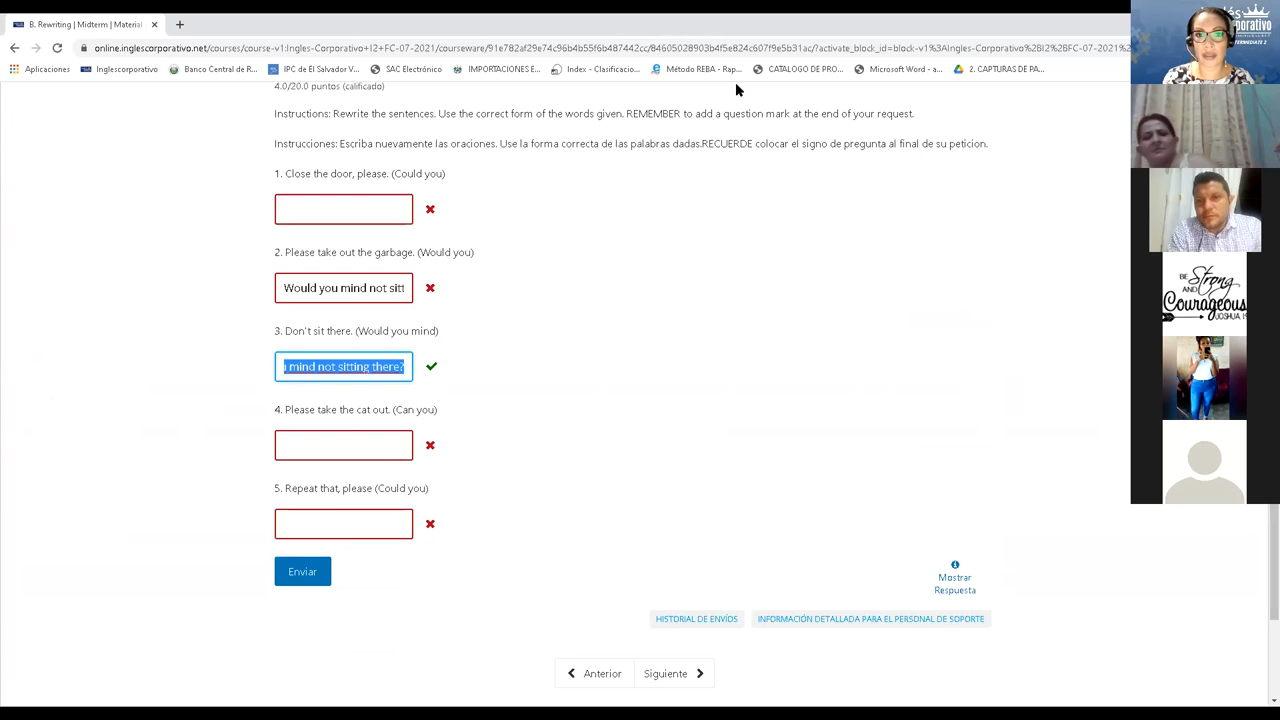 B. Rewriting | Midterm | Material
online.inglescorporativo.net/courses/course-v1:Ingles-Corporativo+I2+FC-07-2021/courseware/91e782af29e74c96b4b55f6b487442cc/84605028903b4f5e824c607f9e5b31ac/?activate_block_id=block-v1%3AIngles-Corporativo%2BI2%2BFC-07-2021%2
Aplicaciones Inglescorporativo Banco Central de R... IPC de El Salvador V... SAC Electrónico IMPORTACIONES E... Index - Clasificacio... Método REBA - Rap... CATALOGO DE PRO... Microsoft Word - a... 2. CAPTURAS DE PA...
4.0/20.0 puntos (calificado)
Instructions: Rewrite the sentences. Use the correct form of the words given. REMEMBER to add a question mark at the end of your request.
Instrucciones: Escriba nuevamente las oraciones. Use la forma correcta de las palabras dadas.RECUERDE colocar el signo de pregunta al final de su peticion.
1. Close the door, please. (Could you)
2. Please take out the garbage. (Would you)
Would you mind not sitt
3. Don't sit there. (Would you mind)
u mind not sitting there?
4. Please take the cat out. (Can you)
5. Repeat that, please (Could you)
Enviar
Mostrar
Respuesta
HISTORIAL DE ENVÍOS INFORMACIÓN DETALLADA PARA EL PERSONAL DE SOPORTE
Anterior Siguiente
inglés
orativo
TERMEDIATE 2
BE
Strong
AND
Courageous
JOSHUA 1:9